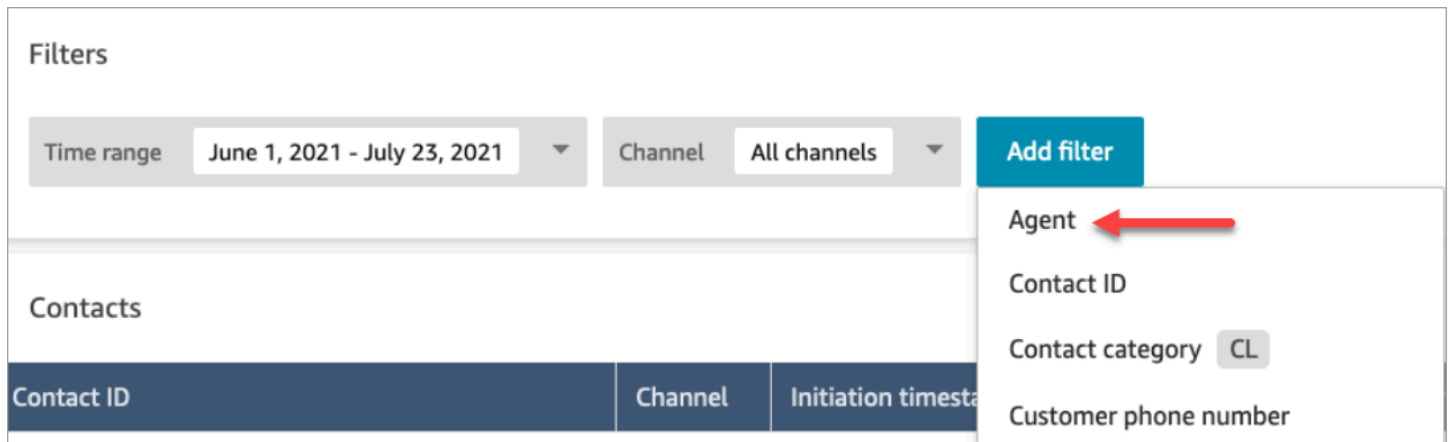 Filters
Time range June 1, 2021 - July 23, 2021 Channel All channels Add filter
Agent
Contact ID
Contact category CL
Customer phone number
Contacts
Contact ID Channel Initiation timesta